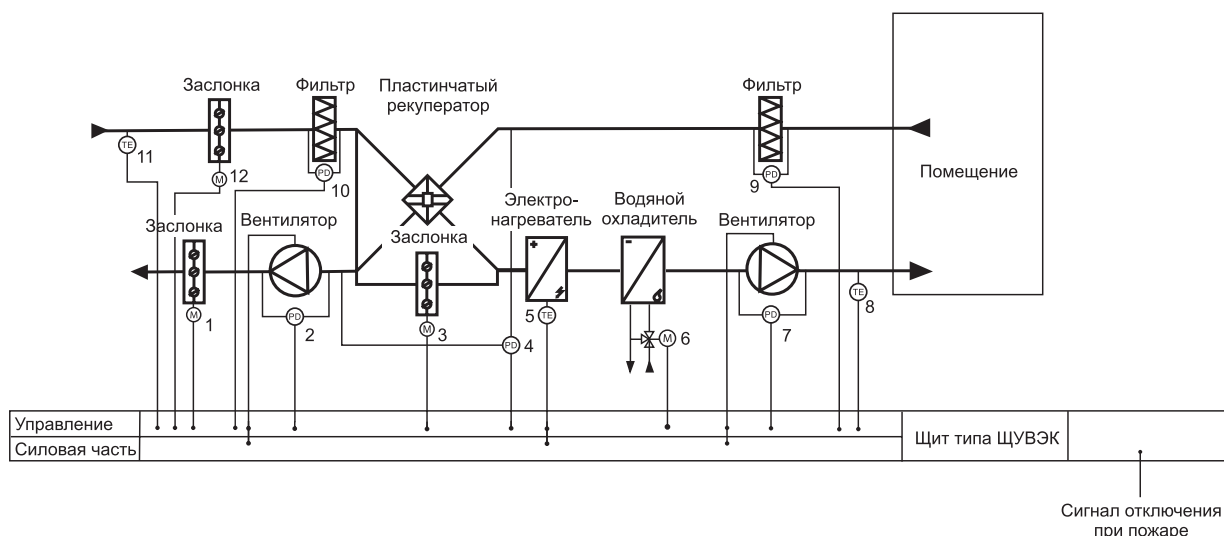 Заслонка
Фильтр
Пластинчатый
рекуператор
Фильтр
TE
11
M
12
PD
10
PD
9
Помещение
Заслонка
Вентилятор
Заслонка
Электро-
нагреватель
Водяной
охладитель
Вентилятор
M
1
PD
2
M
3
PD
4
5
TE
M
6
PD
7
TE
8
Управление
Силовая часть
Щит типа ЩУВЭК
Сигнал отключения
при пожаре